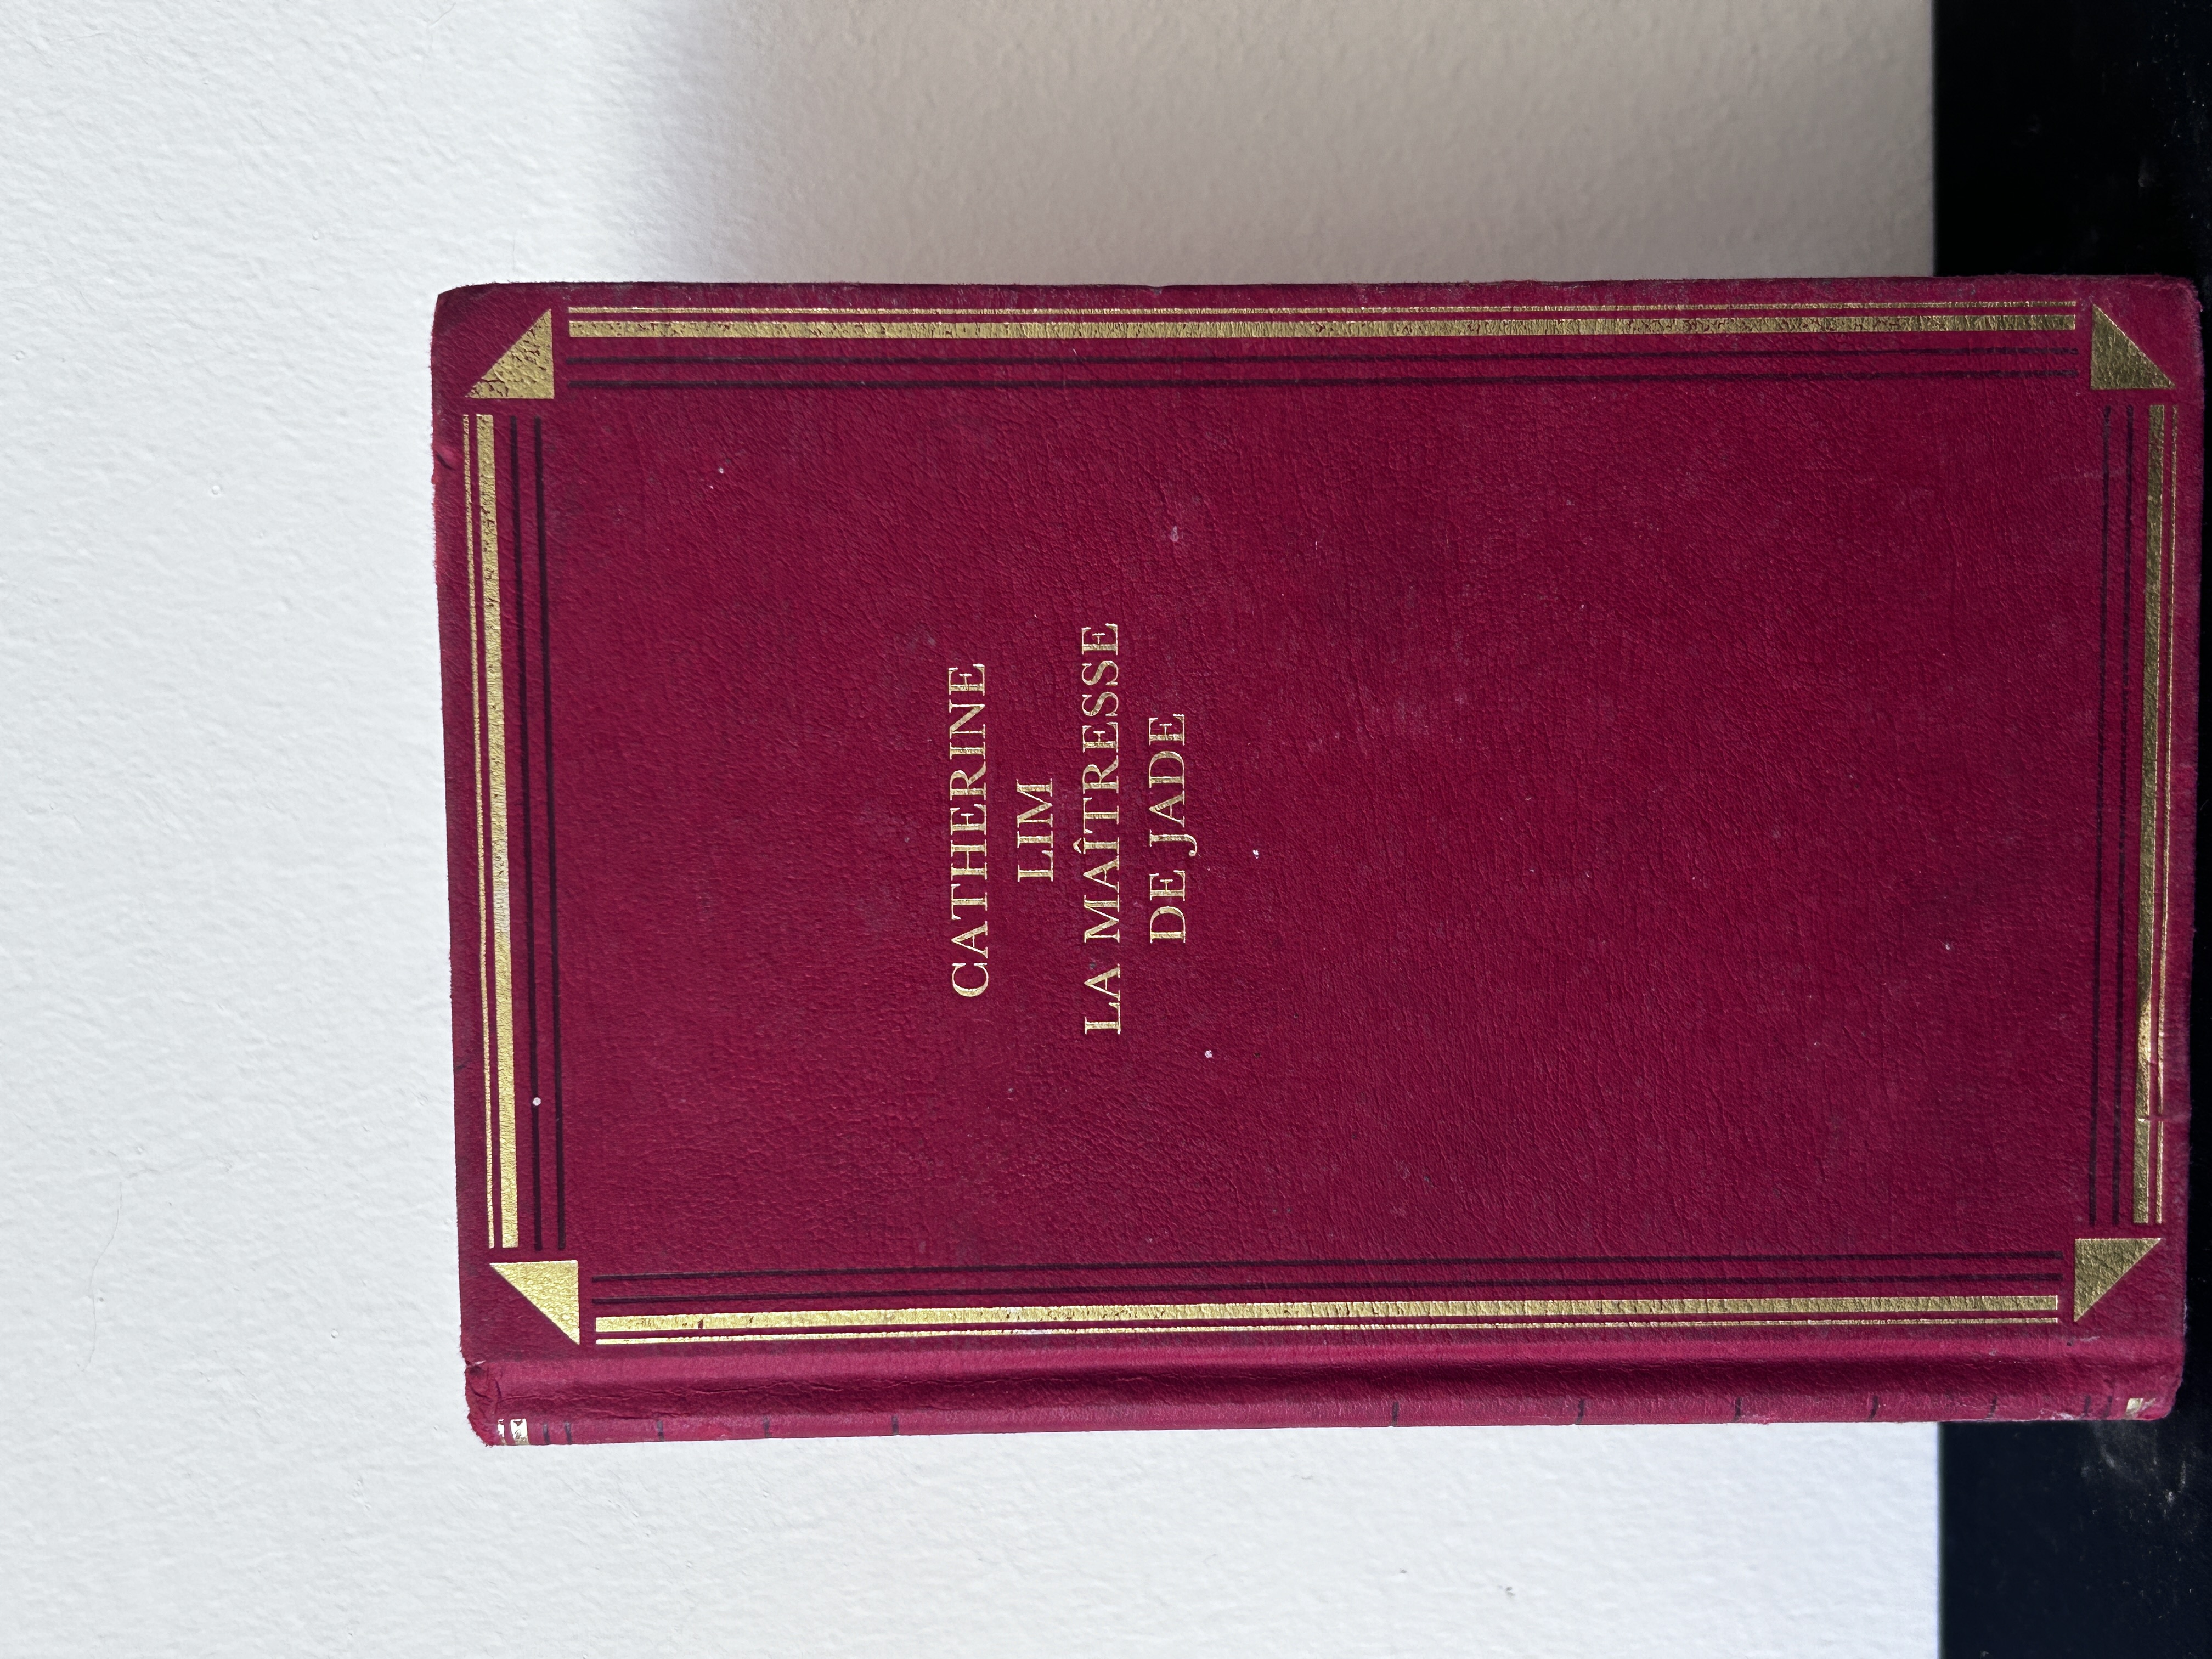 CATHERINE
LIM
LA MAÎTRESSE
DE JADE